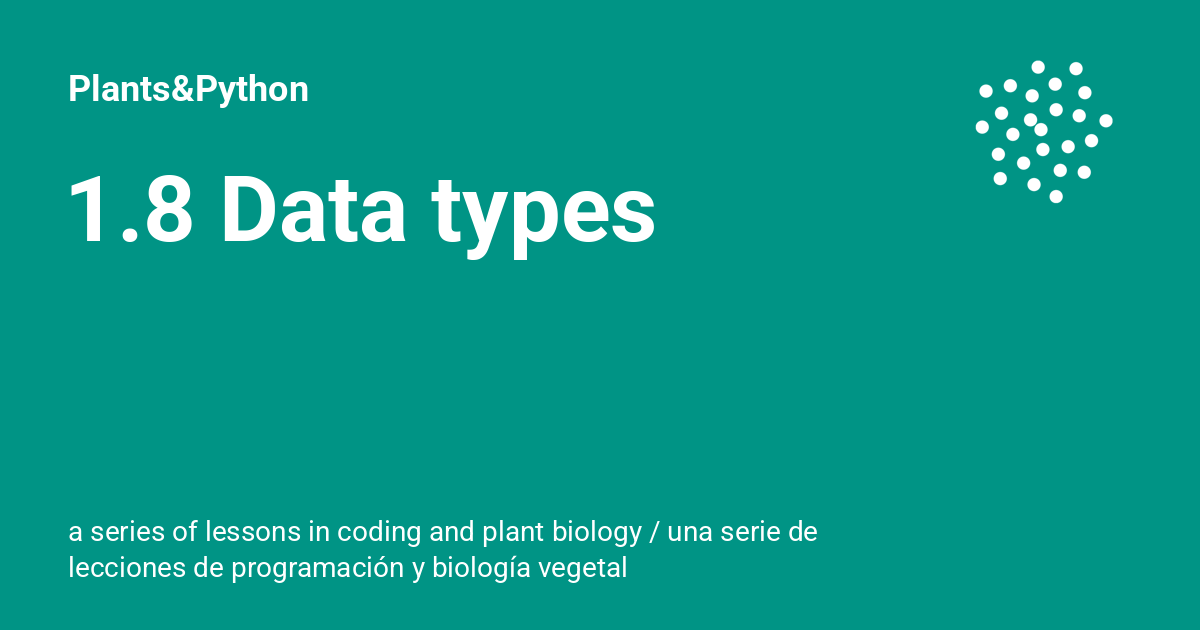 Plants&Python
1.8 Data types
a series of lessons in coding and plant biology / una serie de
lecciones de programación y biología vegetal